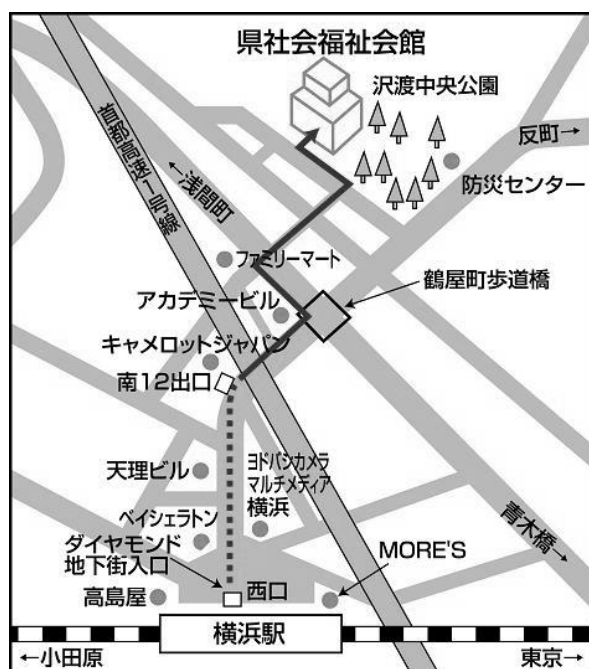 県社会福祉会館
沢渡中央公園
反町→
防災センター
首都高速1号線
←浅間町
ファミリーマート
鶴屋町歩道橋
アカデミービル
キャメロットジャパン
南12出口
天理ビル
ヨドバシカメラ
マルチメディア
横浜
ベイシェラトン
ダイヤモンド
地下街入口
青木橋→
MORE'S
高島屋
西口
横浜駅
←小田原
東京→